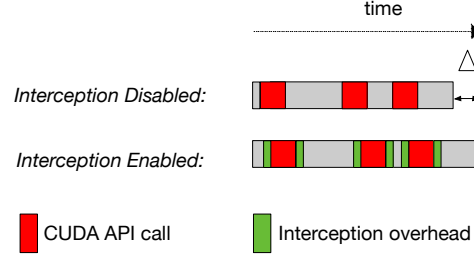 time
△
Interception Disabled:
Interception Enabled:
CUDA API call
Interception overhead